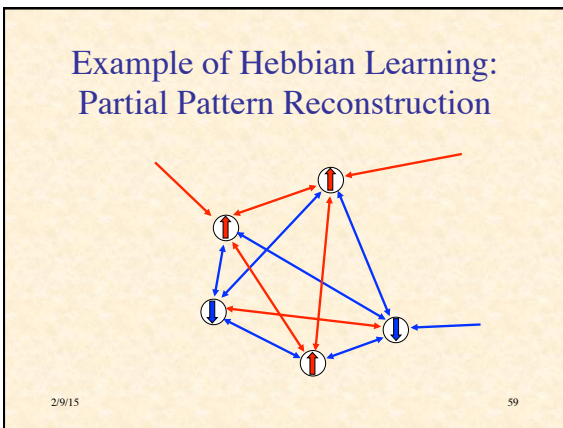 Example of Hebbian Learning:
Partial Pattern Reconstruction
2/9/15
59